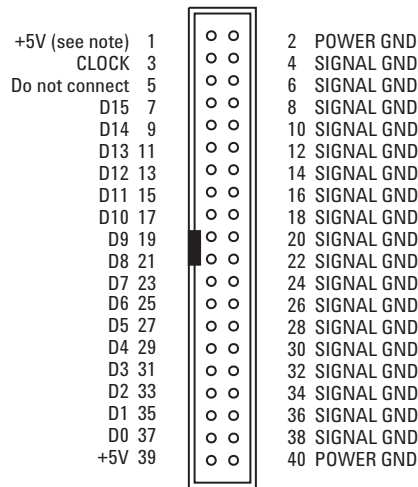 +5V (see note) 1 2 POWER GND
CLOCK 3 4 SIGNAL GND
Do not connect 5 6 SIGNAL GND
D15 7 8 SIGNAL GND
D14 9 10 SIGNAL GND
D13 11 12 SIGNAL GND
D12 13 14 SIGNAL GND
D11 15 16 SIGNAL GND
D10 17 18 SIGNAL GND
D9 19 20 SIGNAL GND
D8 21 22 SIGNAL GND
D7 23 24 SIGNAL GND
D6 25 26 SIGNAL GND
D5 27 28 SIGNAL GND
D4 29 30 SIGNAL GND
D3 31 32 SIGNAL GND
D2 33 34 SIGNAL GND
D1 35 36 SIGNAL GND
D0 37 38 SIGNAL GND
+5V 39 40 POWER GND